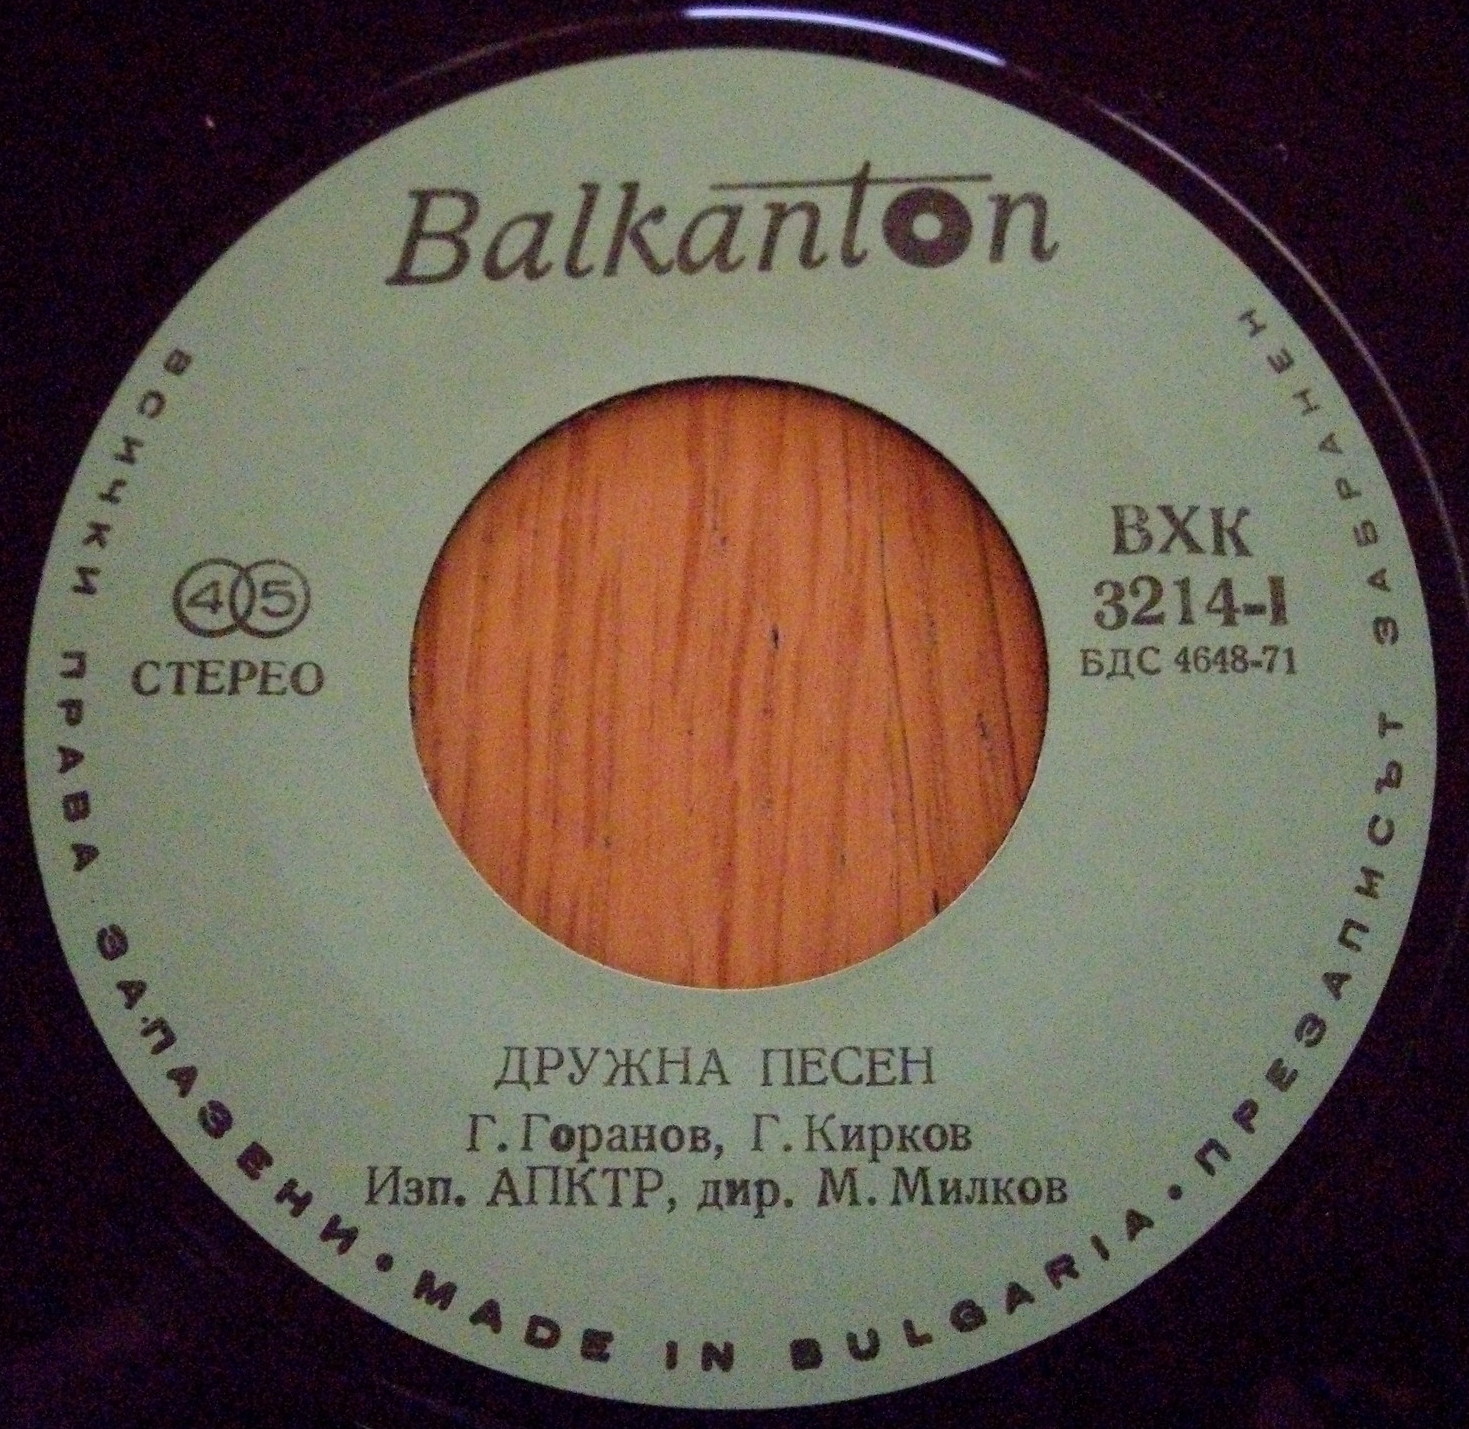 Balkanton
45
СТЕРЕО
ВХК
3214-I
БДС 4648-71
ДРУЖНА ПЕСЕН
Г. Горанов, Г. Кирков
Изп. АПКТР, дир. М. Милков
ВСИЧКИ ПРАВА ЗАПАЗЕНИ • MADE IN BULGARIA • ПРЕЗАПИСЪТ ЗАБРАНЕН